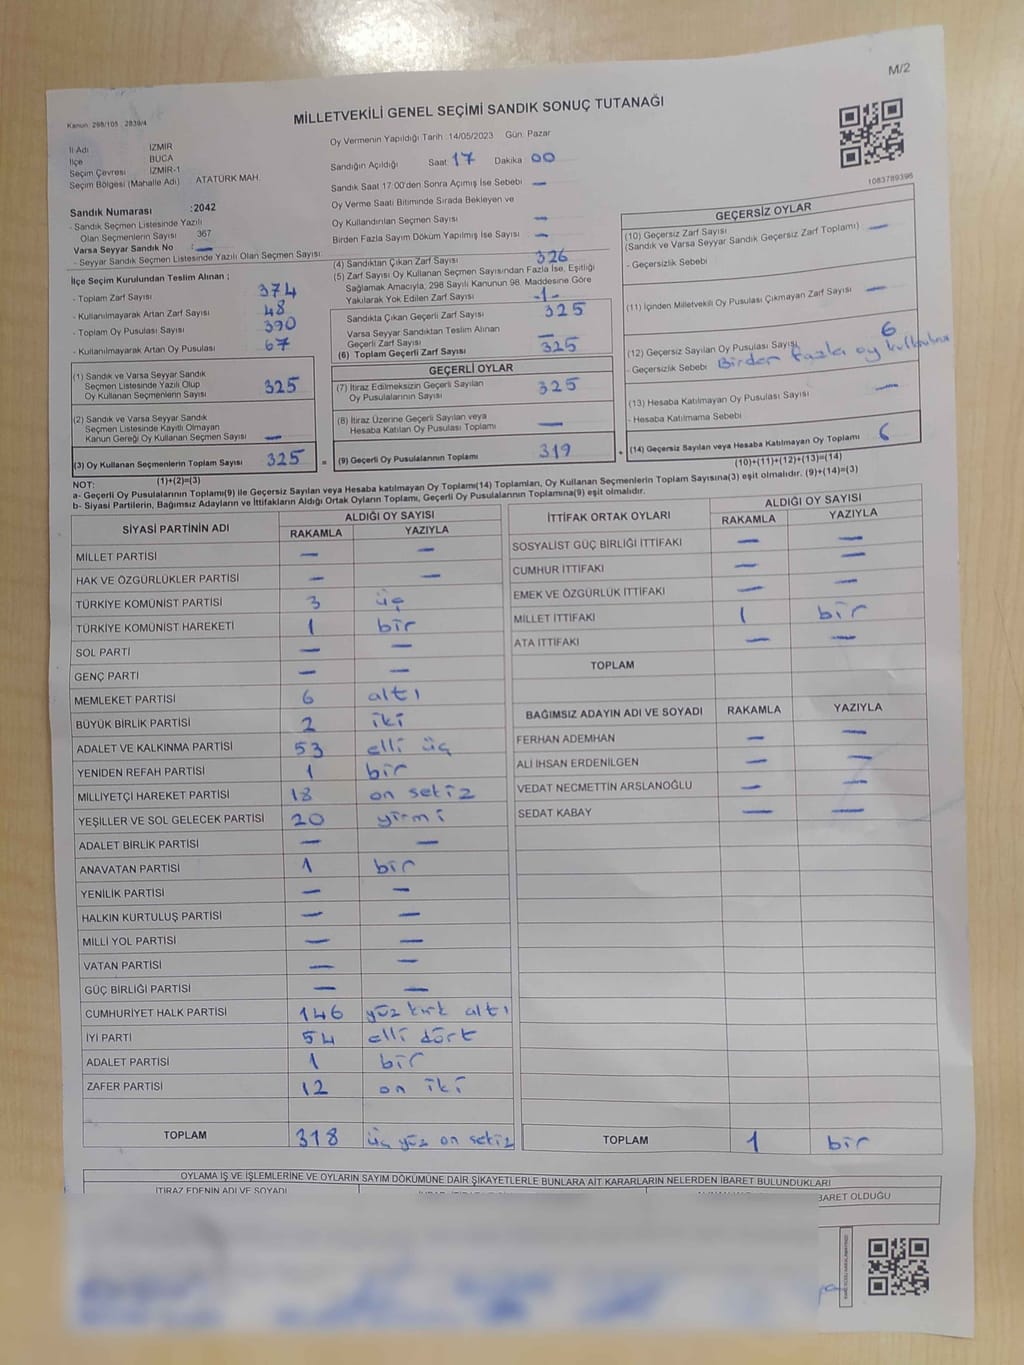 M/2
Kanun 298/105 2839/4
MİLLETVEKİLİ GENEL SEÇİMİ SANDIK SONUÇ TUTANAĞI
1083789396
İl Adı İZMİR
İlçe BUCA
Seçim Çevresi İZMİR-1
Seçim Bölgesi (Mahalle Adı) ATATÜRK MAH.
Sandık Numarası :2042
- Sandık Seçmen Listesinde Yazılı
Olan Seçmenlerin Sayısı 367
Varsa Seyyar Sandık No : —
- Seyyar Sandık Seçmen Listesinde Yazılı Olan Seçmen Sayısı
İlçe Seçim Kurulundan Teslim Alınan ;
- Toplam Zarf Sayısı 374
- Kullanılmayarak Artan Zarf Sayısı 48
- Toplam Oy Pusulası Sayısı 390
- Kullanılmayarak Artan Oy Pusulası 67
(1) Sandık ve Varsa Seyyar Sandık
Seçmen Listesinde Yazılı Olup
Oy Kullanan Seçmenlerin Sayısı 325
(2) Sandık ve Varsa Seyyar Sandık
Seçmen Listesinde Kayıtlı Olmayan
Kanun Gereği Oy Kullanan Seçmen Sayısı —
(3) Oy Kullanan Seçmenlerin Toplam Sayısı 325
(1)+(2)=(3)
Oy Vermenin Yapıldığı Tarih :14/05/2023 Gün: Pazar
Sandığın Açıldığı Saat 17 Dakika 00
Sandık Saat 17:00'den Sonra Açımış İse Sebebi —
Oy Verme Saati Bitiminde Sırada Bekleyen ve
Oy Kullandırılan Seçmen Sayısı —
Birden Fazla Sayım Döküm Yapılmış İse Sayısı —
(4) Sandıktan Çıkan Zarf Sayısı 326
(5) Zarf Sayısı Oy Kullanan Seçmen Sayısından Fazla İse, Eşitliği
Sağlamak Amacıyla, 298 Sayılı Kanunun 98. Maddesine Göre
Yakılarak Yok Edilen Zarf Sayısı -1-
Sandıkta Çıkan Geçerli Zarf Sayısı 325
Varsa Seyyar Sandıktan Teslim Alınan
Geçerli Zarf Sayısı —
(6) Toplam Geçerli Zarf Sayısı 325
GEÇERLİ OYLAR
(7) İtiraz Edilmeksizin Geçerli Sayılan
Oy Pusulalarının Sayısı 325
(8) İtiraz Üzerine Geçerli Sayılan veya
Hesaba Katılan Oy Pusulası Toplamı —
= (9) Geçerli Oy Pusulalarının Toplamı 319 +
GEÇERSİZ OYLAR
(10) Geçersiz Zarf Sayısı —
(Sandık ve Varsa Seyyar Sandık Geçersiz Zarf Toplamı)
- Geçersizlik Sebebi
(11) İçinden Milletvekili Oy Pusulası Çıkmayan Zarf Sayısı —
(12) Geçersiz Sayılan Oy Pusulası Sayısı 6
- Geçersizlik Sebebi Birden fazla oy
(13) Hesaba Katılmayan Oy Pusulası Sayısı —
- Hesaba Katılmama Sebebi
(14) Geçersiz Sayılan veya Hesaba Katılmayan Oy Toplamı 6
(10)+(11)+(12)+(13)=(14)
NOT:
a- Geçerli Oy Pusulalarının Toplamı(9) ile Geçersiz Sayılan veya Hesaba Katılmayan Oy Toplamı(14) Toplamları, Oy Kullanan Seçmenlerin Toplam Sayısına(3) eşit olmalıdır. (9)+(14)=(3)
b- Siyasi Partilerin, Bağımsız Adayların ve İttifakların Aldığı Ortak Oyların Toplamı, Geçerli Oy Pusulalarının Toplamına(9) eşit olmalıdır.
SİYASİ PARTİNİN ADI ALDIĞI OY SAYISI
RAKAMLA YAZIYLA
MİLLET PARTİSİ — —
HAK VE ÖZGÜRLÜKLER PARTİSİ — —
TÜRKİYE KOMÜNİST PARTİSİ 3 üç
TÜRKİYE KOMÜNİST HAREKETİ 1 bir
SOL PARTİ — —
GENÇ PARTİ — —
MEMLEKET PARTİSİ 6 altı
BÜYÜK BİRLİK PARTİSİ 2 iki
ADALET VE KALKINMA PARTİSİ 53 elli üç
YENİDEN REFAH PARTİSİ 1 bir
MİLLİYETÇİ HAREKET PARTİSİ 18 on sekiz
YEŞİLLER VE SOL GELECEK PARTİSİ 20 yirmi
ADALET BİRLİK PARTİSİ — —
ANAVATAN PARTİSİ 1 bir
YENİLİK PARTİSİ — —
HALKIN KURTULUŞ PARTİSİ — —
MİLLİ YOL PARTİSİ — —
VATAN PARTİSİ — —
GÜÇ BİRLİĞİ PARTİSİ — —
CUMHURİYET HALK PARTİSİ 146 yüz kırk altı
İYİ PARTİ 54 elli dört
ADALET PARTİSİ 1 bir
ZAFER PARTİSİ 12 on iki
TOPLAM 318 üç yüz on sekiz
İTTİFAK ORTAK OYLARI ALDIĞI OY SAYISI
RAKAMLA YAZIYLA
SOSYALİST GÜÇ BİRLİĞİ İTTİFAKI — —
CUMHUR İTTİFAKI — —
EMEK VE ÖZGÜRLÜK İTTİFAKI — —
MİLLET İTTİFAKI 1 bir
ATA İTTİFAKI — —
TOPLAM
BAĞIMSIZ ADAYIN ADI VE SOYADI RAKAMLA YAZIYLA
FERHAN ADEMHAN — —
ALİ İHSAN ERDENİLGEN — —
VEDAT NECMETTİN ARSLANOĞLU — —
SEDAT KABAY — —
TOPLAM 1 bir
OYLAMA İŞ VE İŞLEMLERİNE VE OYLARIN SAYIM DÖKÜMÜNE DAİR ŞİKAYETLERLE BUNLARA AİT KARARLARIN NELERDEN İBARET BULUNDUKLARI
İTİRAZ EDENİN ADI VE SOYADI
BARET OLDUĞU